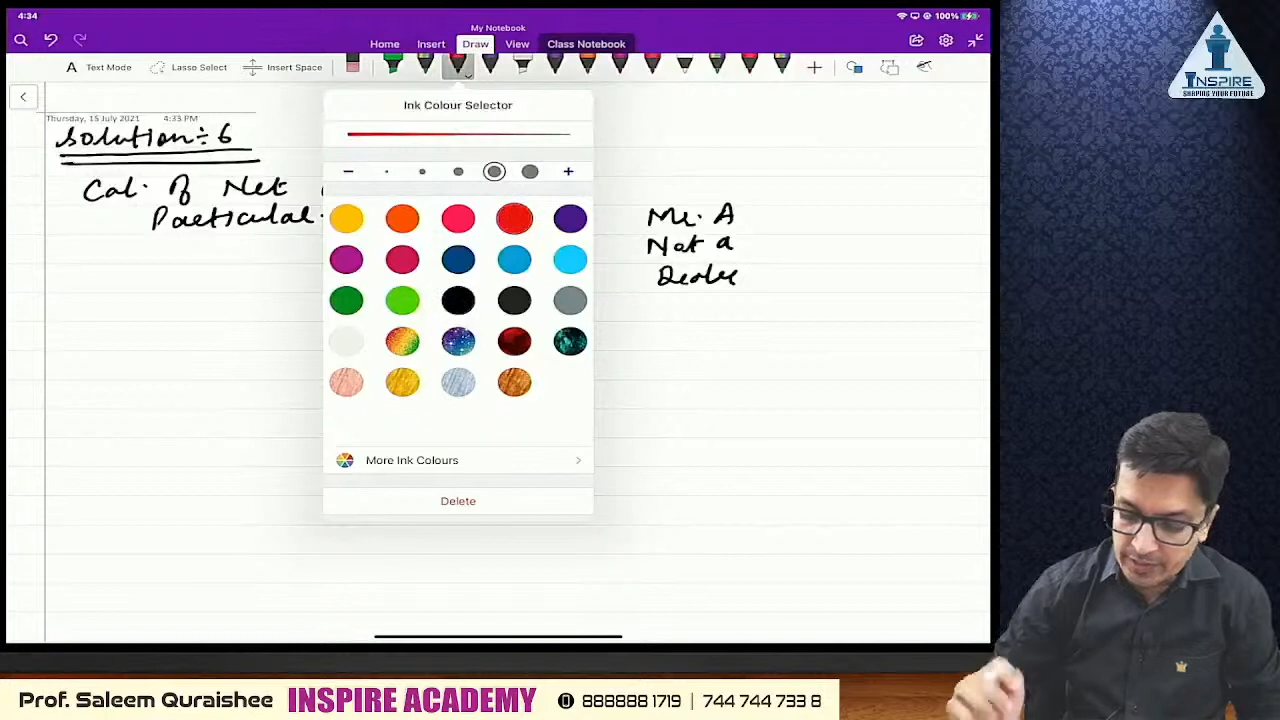 4:34
100%
My Notebook
Home Insert Draw View Class Notebook
INSPIRE
SHAPING YOUR FUTURE
A Text Mode Lasso Select Insert Space
Ink Colour Selector
Thursday, 15 July 2021 4:33 PM
Solution ÷ 6
Cal. of Net
Particular
Mr. A
Not a
Dealer
More Ink Colours
Delete
Prof. Saleem Quraishee INSPIRE ACADEMY 888888 1719 | 744 744 733 8